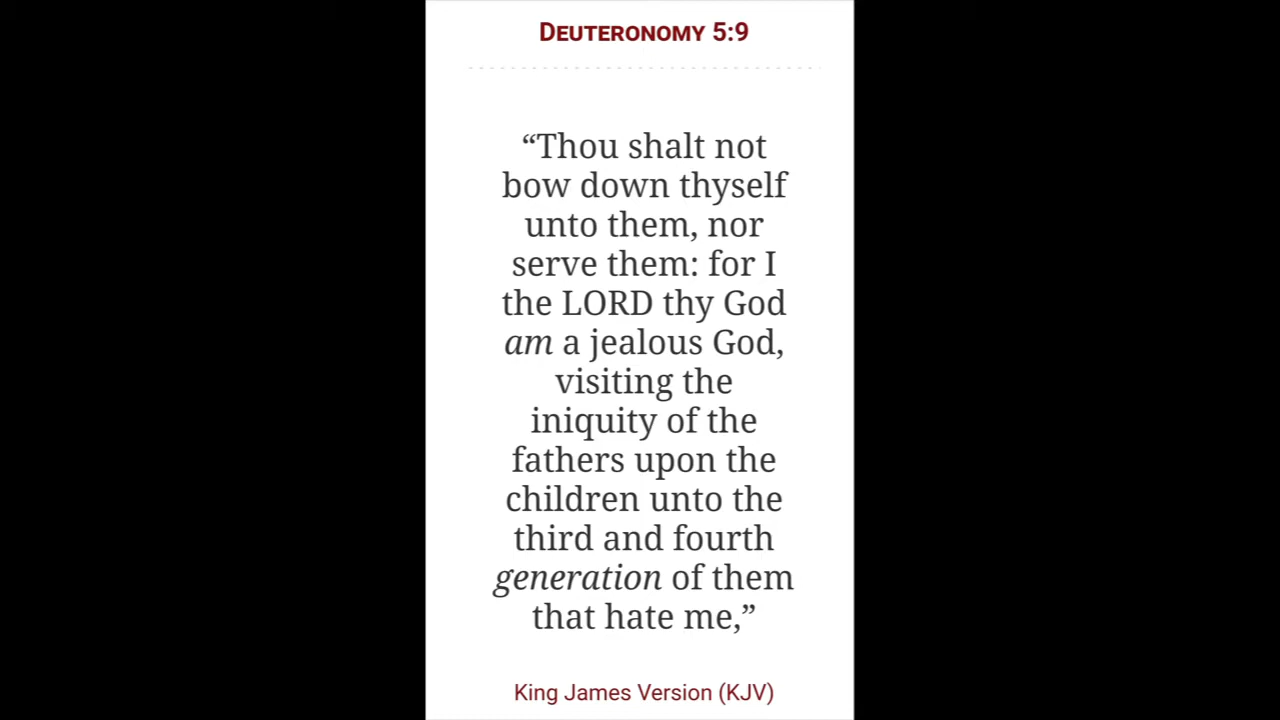 Deuteronomy 5:9
“Thou shalt not
bow down thyself
unto them, nor
serve them: for I
the LORD thy God
am a jealous God,
visiting the
iniquity of the
fathers upon the
children unto the
third and fourth
generation of them
that hate me,”
King James Version (KJV)